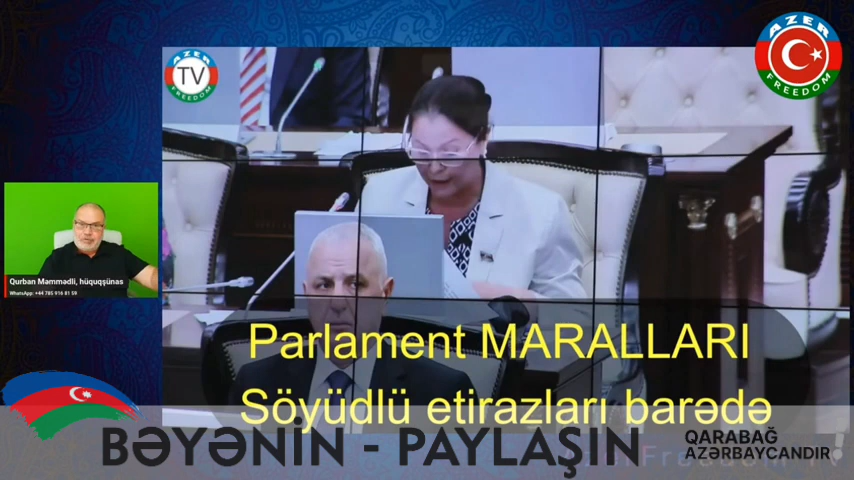 AZER
TV
FREEDOM
AZER
FREEDOM
Qurban Məmmədli, hüquqşünas
WhatsApp: +44 785 916 81 59
Parlament MARALLARI
Söyüdlü etirazları barədə
BƏYƏNİN - PAYLAŞIN
QARABAĞ
AZƏRBAYCANDIR!